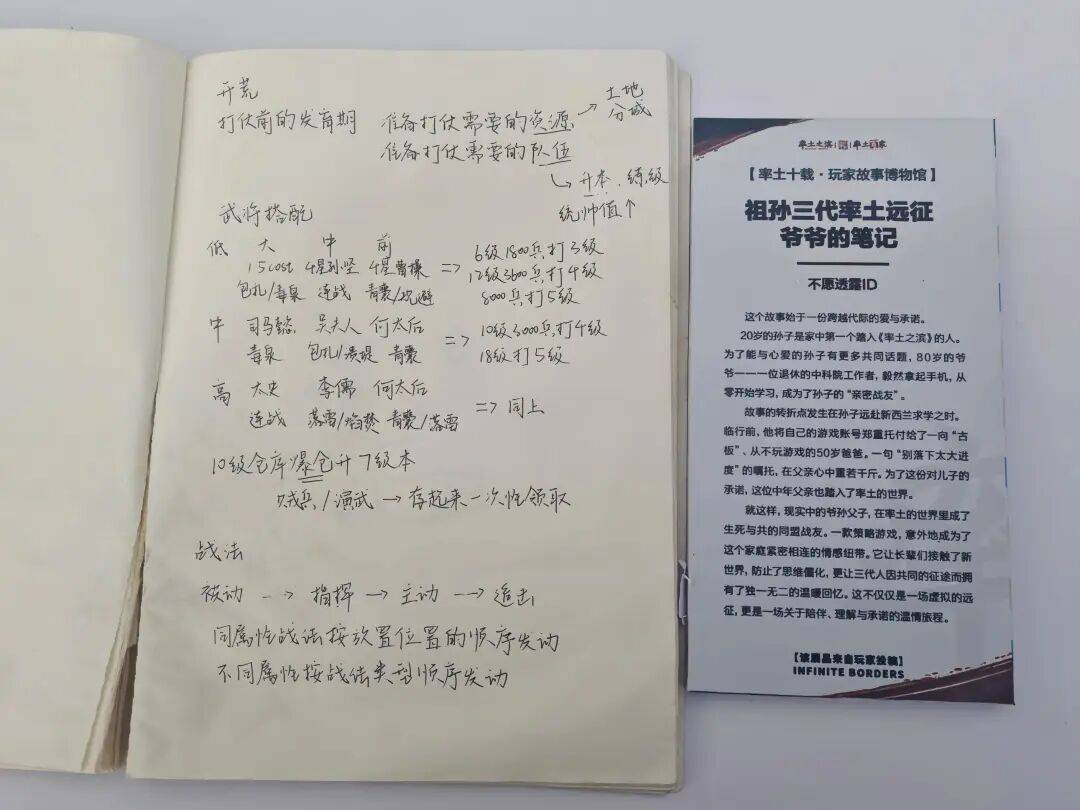 开荒
打仗前的发育期 准备打仗需要的资源 → 土地 分城
准备打仗需要的队伍
↳ 升本、练级
统帅值↑
武将搭配
低 大 中 前
15cost 4星孙坚 4星曹操 => 6级1800兵打3级
12级3600兵打4级
包扎/毒泉 连战 青囊/规避 8000兵打5级
中 司马懿 吴夫人 何太后 => 10级3000兵打4级
毒泉 包扎/溃堤 青囊 18级打5级
高 太史 李儒 何太后
连战 落雷/焰焚 青囊/落雷 => 同上
10级仓库爆仓升7级本
贼兵/演武 → 存起来一次性领取
战法
被动 --> 指挥 → 主动 --> 追击
同属性战法按放置位置的顺序发动
不同属性按战法类型顺序发动
率土之滨
【率土十载·玩家故事博物馆】
祖孙三代率土远征
爷爷的笔记
不愿透露ID
这个故事始于一份跨越代际的爱与承诺。
20岁的孙子是家中第一个踏入《率土之滨》的人。
为了能与心爱的孙子有更多共同话题，80岁的爷
爷———一位退休的中科院工作者，毅然拿起手机，从
零开始学习，成为了孙子的“亲密战友”。
故事的转折点发生在孙子远赴新西兰求学之时。
临行前，他将自己的游戏账号郑重托付给了一向“古
板”、从不玩游戏的50岁爸爸。一句“别落下太大进
度”的嘱托，在父亲心中重若千斤。为了这份对儿子的
承诺，这位中年父亲也踏入了率土的世界。
就这样，现实中的爷孙父子，在率土的世界里成了
生死与共的同盟战友。一款策略游戏，意外地成为了
这个家庭紧密相连的情感纽带。它让长辈们接触了新
世界，防止了思维僵化，更让三代人因共同的征途而拥
有了独一无二的温暖回忆。这不仅仅是一场虚拟的远
征，更是一场关于陪伴、理解与承诺的温情旅程。
【该展品来自玩家投稿】
INFINITE BORDERS